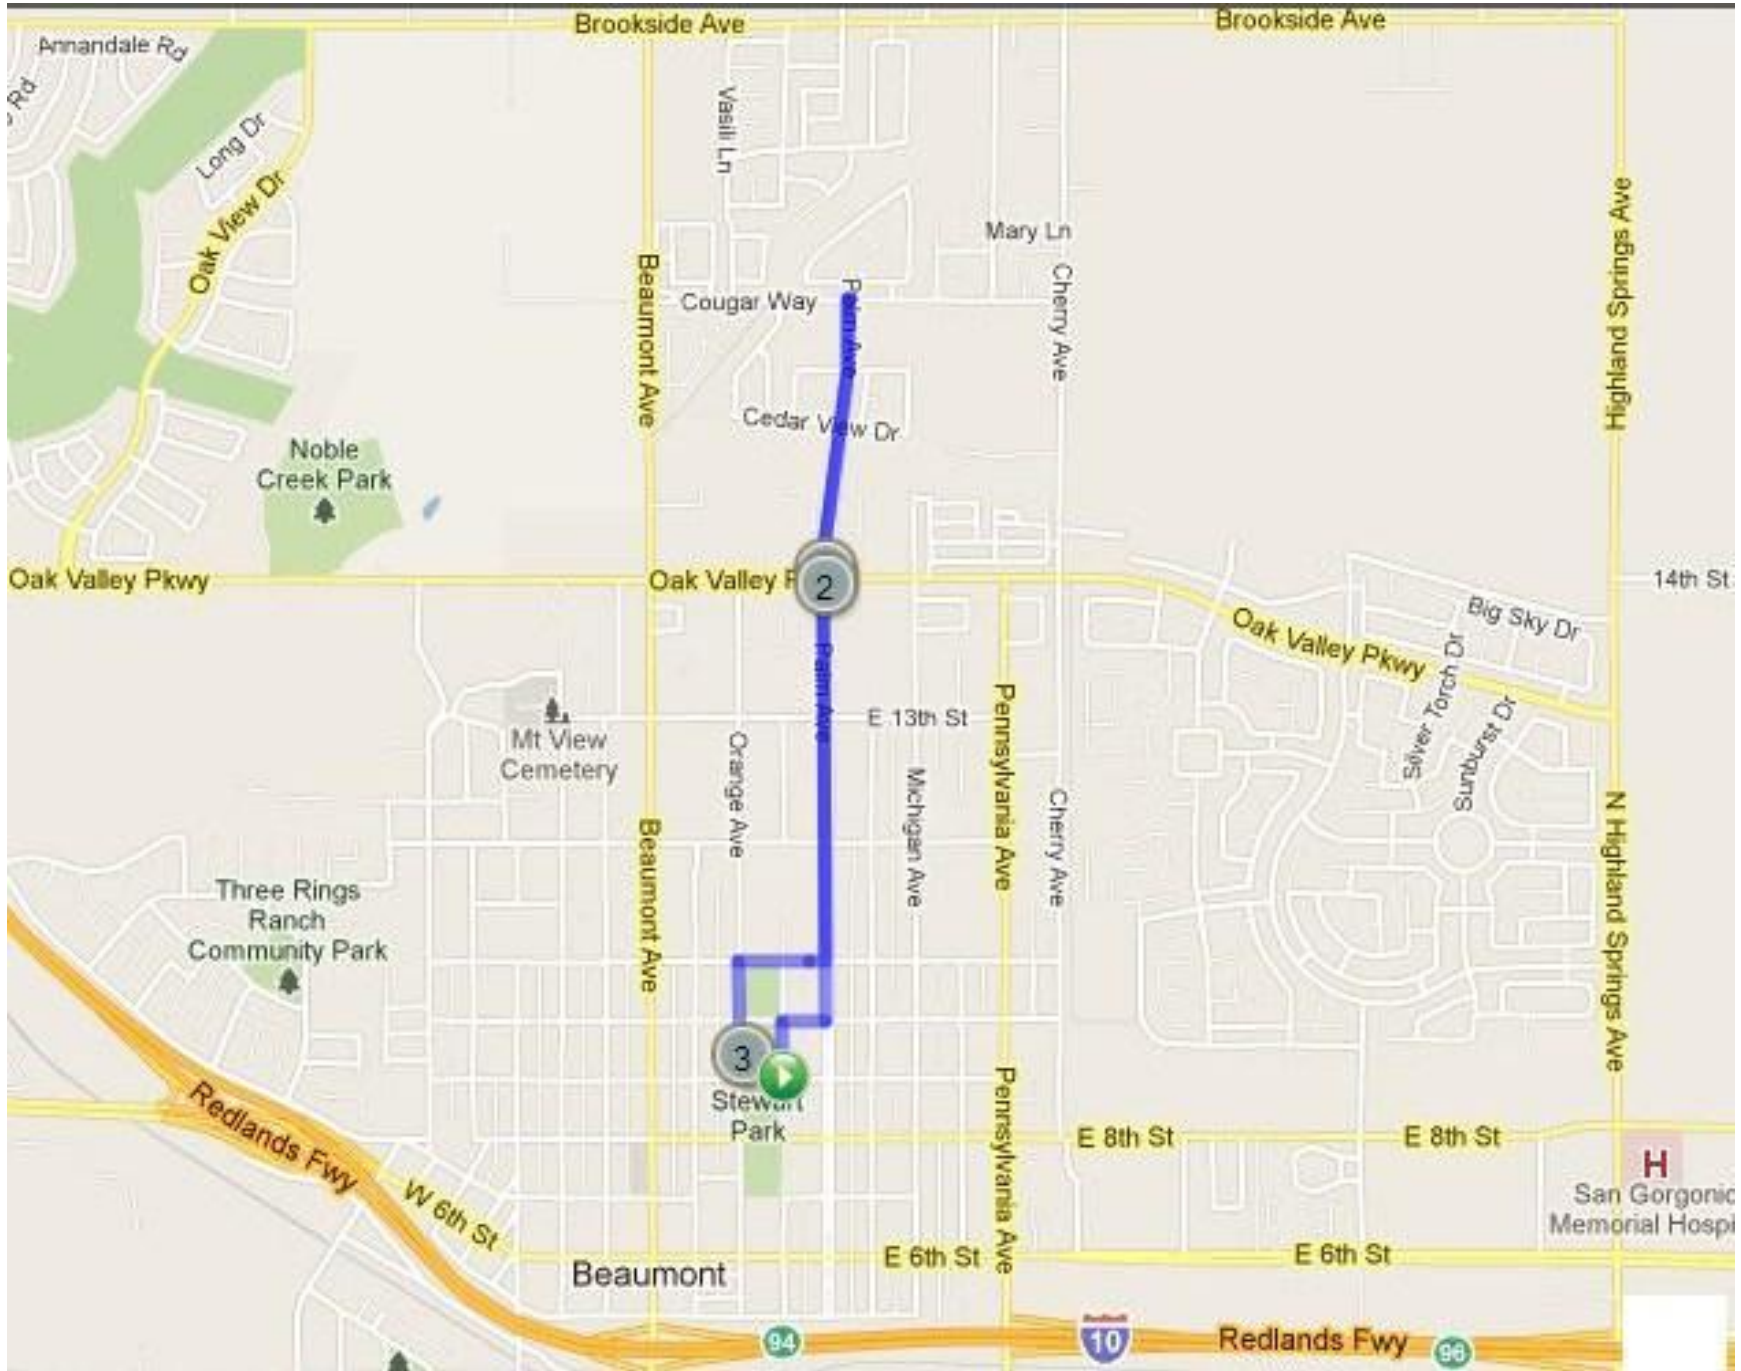 Brookside Ave
Brookside Ave
Annandale Rd
Rd
Long Dr
Vasili Ln
Oak View Dr
Mary Ln
Highland Springs Ave
Beaumont Ave
Cougar Way
Palm Ave
Cherry Ave
Cedar View Dr
Noble
Creek Park
Oak Valley Pkwy
Oak Valley P
2
14th St
Big Sky Dr
Oak Valley Pkwy
Silver Torch Dr
Sunburst Dr
Palm Ave
E 13th St
Pennsylvania Ave
Mt View
Cemetery
Orange Ave
Michigan Ave
Cherry Ave
N Highland Springs Ave
Beaumont Ave
Three Rings
Ranch
Community Park
3
Stewart
Park
Redlands Fwy
W 6th St
Pennsylvania Ave
E 8th St
E 8th St
H
San Gorgonio
Memorial Hospi
E 6th St
E 6th St
Beaumont
94
10
Redlands Fwy
96